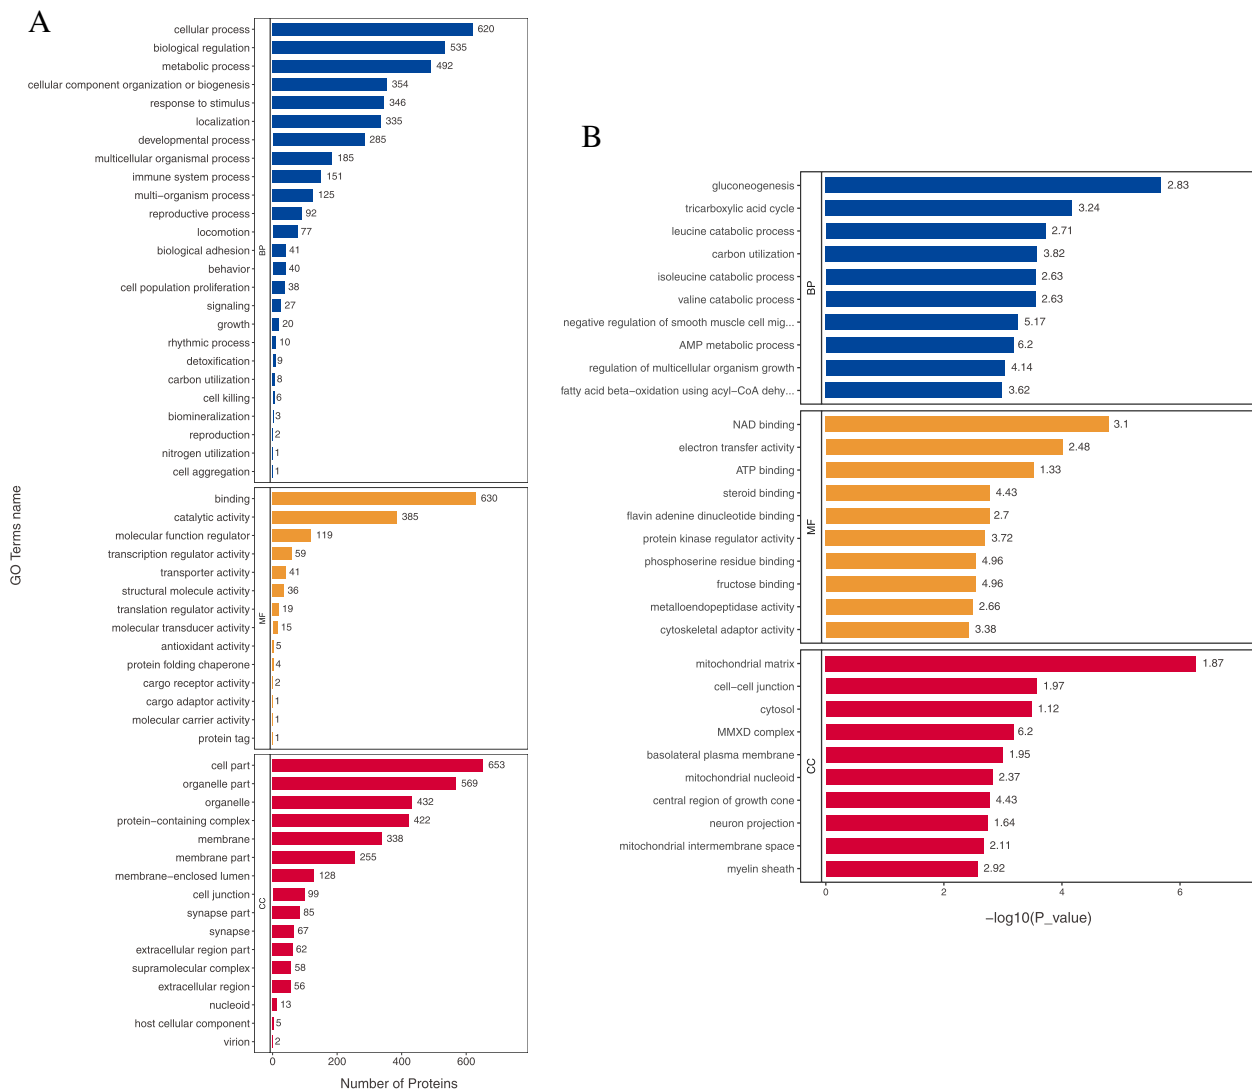 A
GO Terms name
cellular process 620
biological regulation 535
metabolic process 492
cellular component organization or biogenesis 354
response to stimulus 346
localization 335
developmental process 285
multicellular organismal process 185
immune system process 151
multi−organism process 125
reproductive process 92
locomotion 77
biological adhesion 41
behavior 40
cell population proliferation 38
signaling 27
growth 20
rhythmic process 10
detoxification 9
carbon utilization 8
cell killing 6
biomineralization 3
reproduction 2
nitrogen utilization 1
cell aggregation 1
BP
binding 630
catalytic activity 385
molecular function regulator 119
transcription regulator activity 59
transporter activity 41
structural molecule activity 36
translation regulator activity 19
molecular transducer activity 15
antioxidant activity 5
protein folding chaperone 4
cargo receptor activity 2
cargo adaptor activity 1
molecular carrier activity 1
protein tag 1
MF
cell part 653
organelle part 569
organelle 432
protein−containing complex 422
membrane 338
membrane part 255
membrane−enclosed lumen 128
cell junction 99
synapse part 85
synapse 67
extracellular region part 62
supramolecular complex 58
extracellular region 56
nucleoid 13
host cellular component 5
virion 2
CC
0 200 400 600
Number of Proteins
B
gluconeogenesis 2.83
tricarboxylic acid cycle 3.24
leucine catabolic process 2.71
carbon utilization 3.82
isoleucine catabolic process 2.63
valine catabolic process 2.63
negative regulation of smooth muscle cell mig... 5.17
AMP metabolic process 6.2
regulation of multicellular organism growth 4.14
fatty acid beta−oxidation using acyl−CoA dehy... 3.62
BP
NAD binding 3.1
electron transfer activity 2.48
ATP binding 1.33
steroid binding 4.43
flavin adenine dinucleotide binding 2.7
protein kinase regulator activity 3.72
phosphoserine residue binding 4.96
fructose binding 4.96
metalloendopeptidase activity 2.66
cytoskeletal adaptor activity 3.38
MF
mitochondrial matrix 1.87
cell−cell junction 1.97
cytosol 1.12
MMXD complex 6.2
basolateral plasma membrane 1.95
mitochondrial nucleoid 2.37
central region of growth cone 4.43
neuron projection 1.64
mitochondrial intermembrane space 2.11
myelin sheath 2.92
CC
0 2 4 6
−log10(P_value)